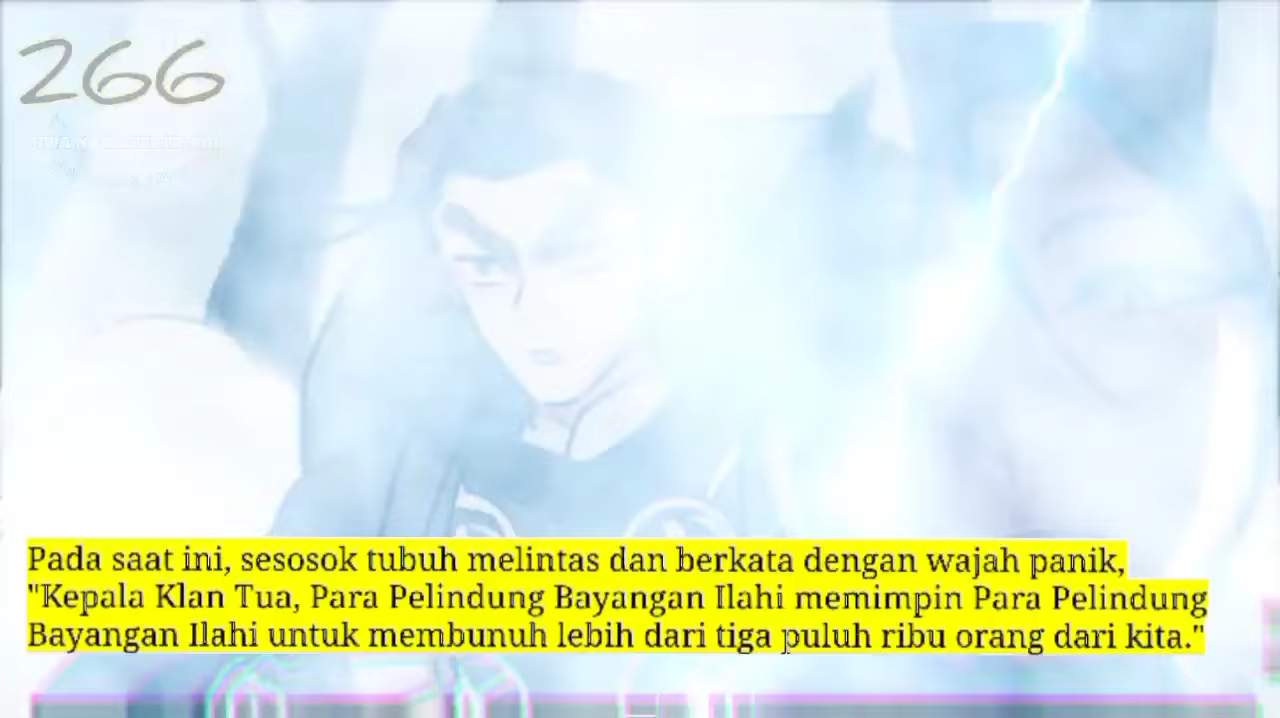 266
Pada saat ini, sesosok tubuh melintas dan berkata dengan wajah panik,
"Kepala Klan Tua, Para Pelindung Bayangan Ilahi memimpin Para Pelindung
Bayangan Ilahi untuk membunuh lebih dari tiga puluh ribu orang dari kita."